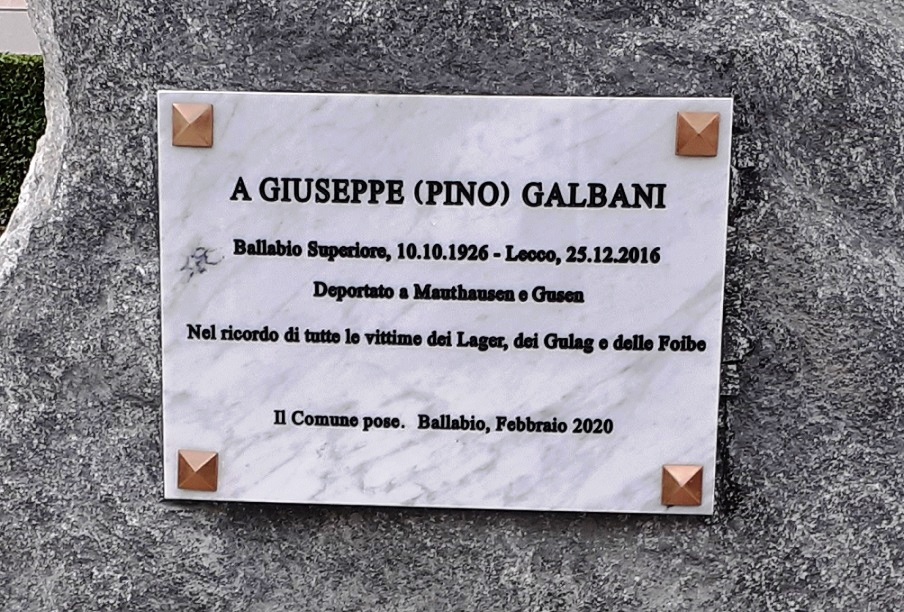 A GIUSEPPE (PINO) GALBANI
Ballabio Superiore, 10.10.1926 - Lecco, 25.12.2016
Deportato a Mauthausen e Gusen
Nel ricordo di tutte le vittime dei Lager, dei Gulag e delle Foibe
Il Comune pose. Ballabio, Febbraio 2020